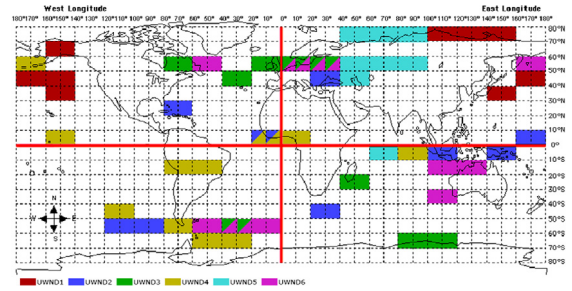 West Longitude East Longitude
180°170°W 160° 150° 140° 130° 120° 110° 100° 90° 80° 70° 60° 50° 40° 30° 20° 10° 0° 10° 20° 30° 40° 50° 60° 70° 80° 90° 100° 110° 120° 130° 140° 150° 160° 170°W 180°
80°N
70°N
60°N
50°N
40°N
30°N
20°N
10°N
0°
10°S
20°S
30°S
40°S
50°S
60°S
70°S
80°S
N
W E
S
UWND1 UWND2 UWND3 UWND4 UWND5 UWND6